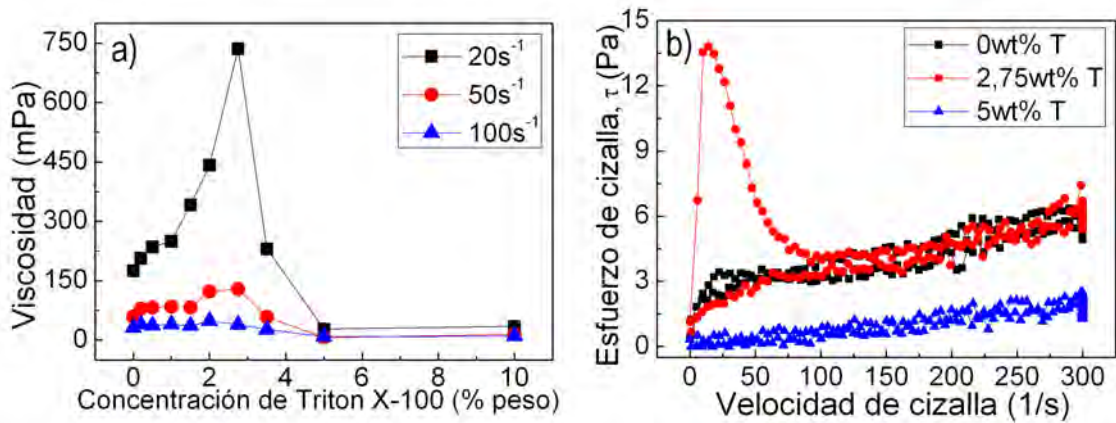 a)
20s⁻¹
50s⁻¹
100s⁻¹
Viscosidad (mPa)
750
600
450
300
150
0
0 2 4 6 8 10
Concentración de Triton X-100 (% peso)
b)
0wt% T
2,75wt% T
5wt% T
Esfuerzo de cizalla, τ (Pa)
15
12
9
6
3
0
0 50 100 150 200 250 300
Velocidad de cizalla (1/s)